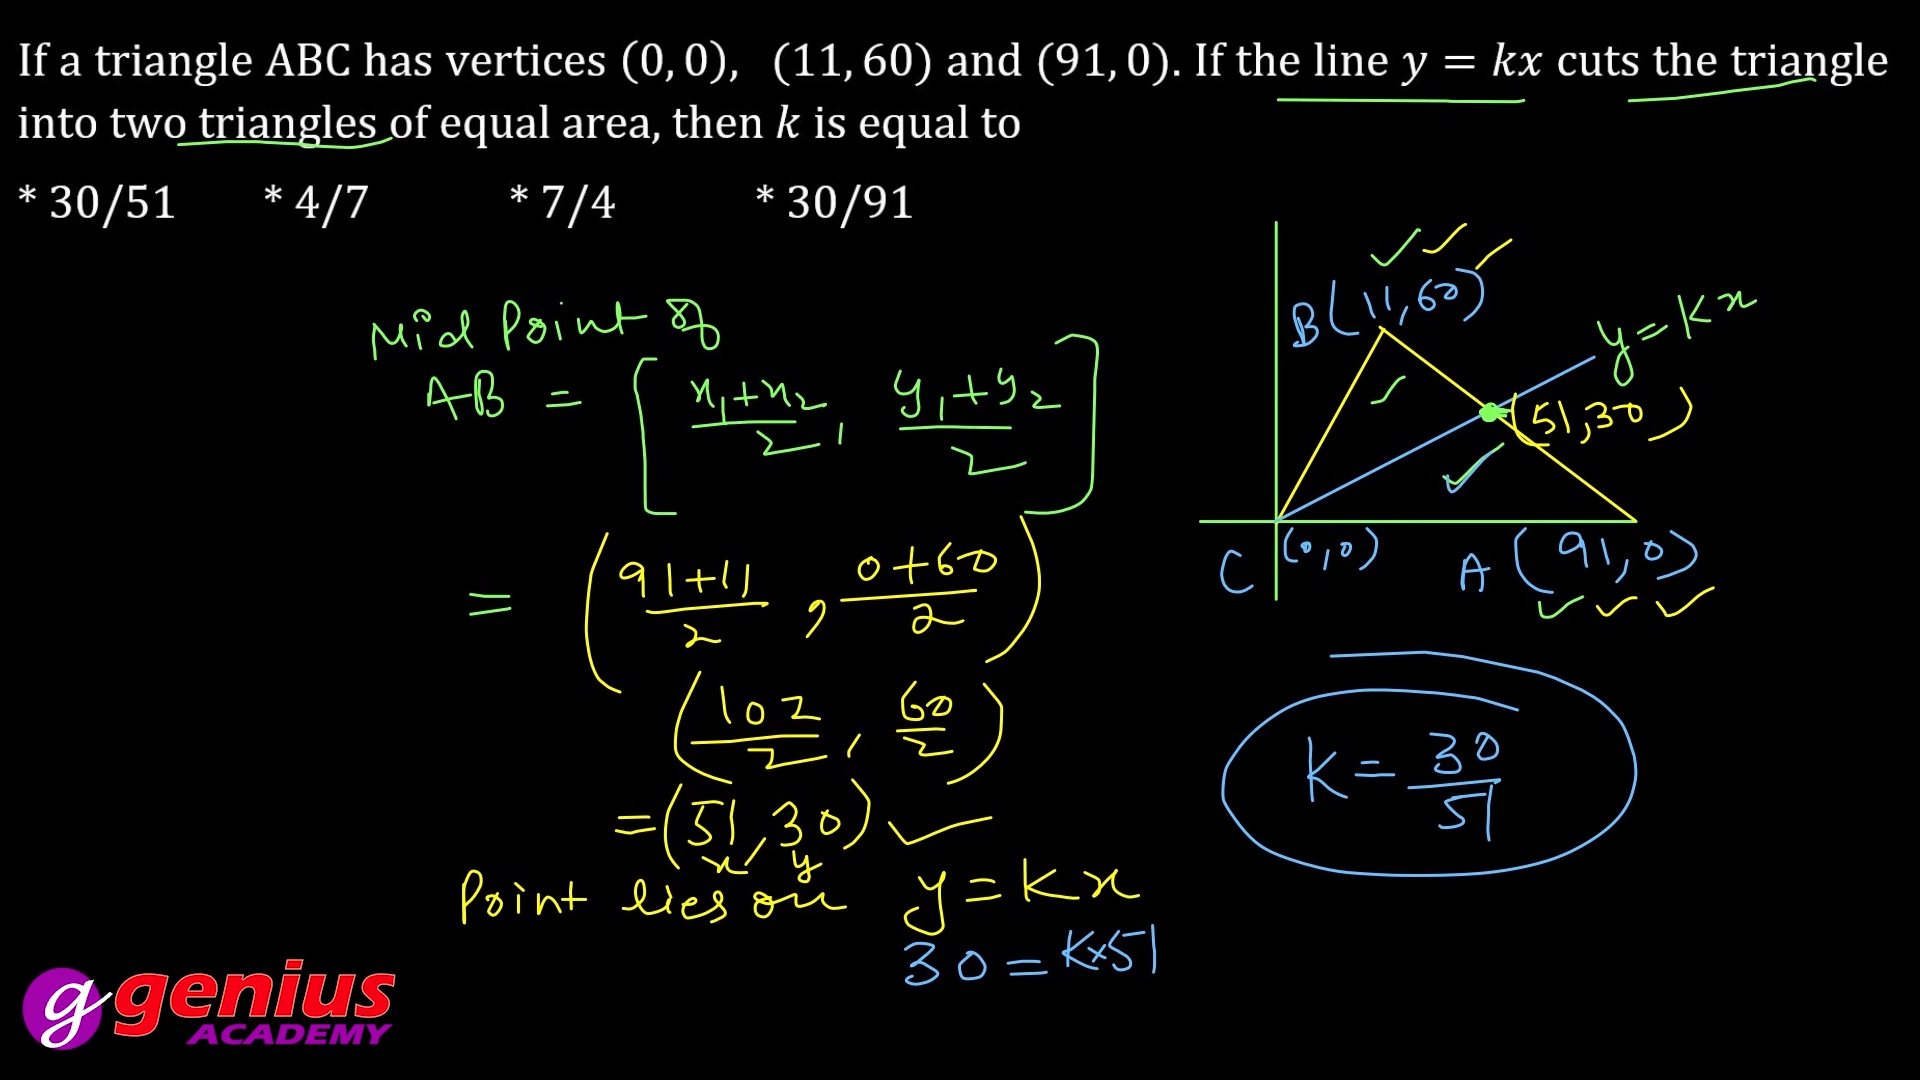 If a triangle ABC has vertices (0, 0), (11, 60) and (91, 0). If the line y = kx cuts the triangle
into two triangles of equal area, then k is equal to
* 30/51 * 4/7 * 7/4 * 30/91
Mid Point of
AB = [x₁+x₂/2, y₁+y₂/2]
= (91+11/2, 0+60/2)
(102/2, 60/2)
=(51, 30)
x y
Point lies on y=Kx
30=K×51
B(11,60)
y=Kx
(51,30)
C (0,0) A (91,0)
K=30/51
g genius
ACADEMY